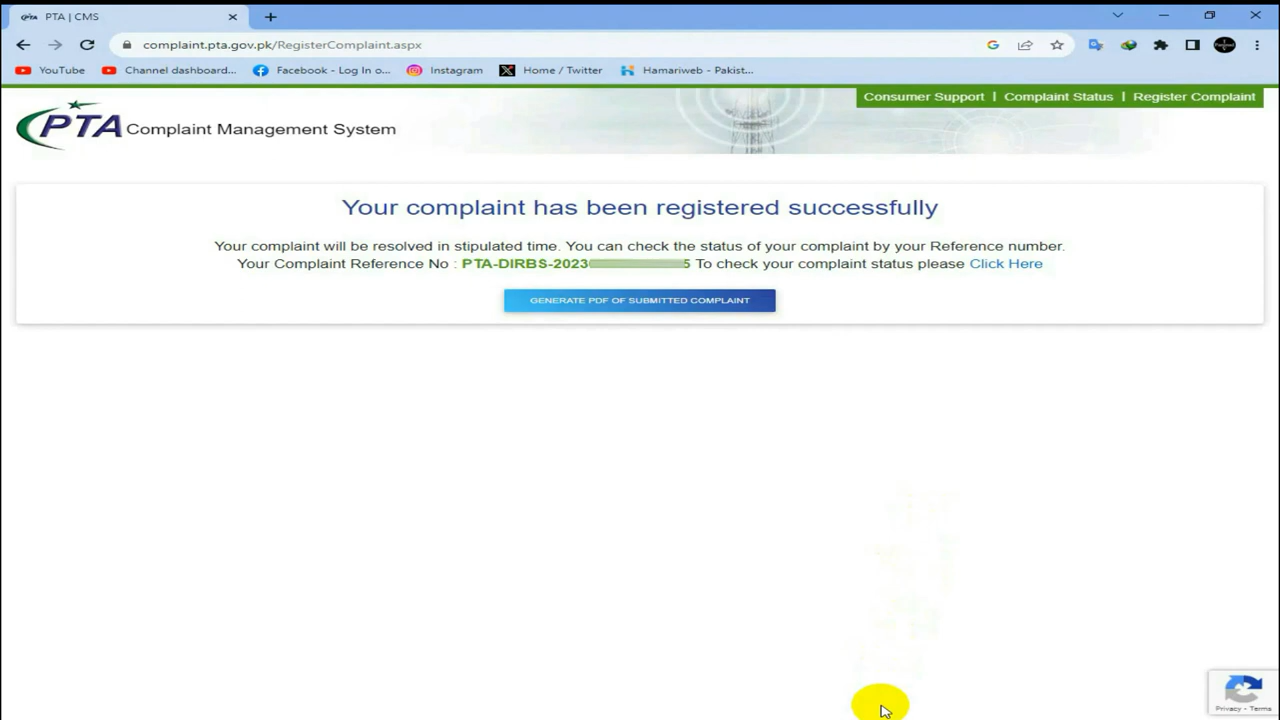 PTA | CMS
complaint.pta.gov.pk/RegisterComplaint.aspx
YouTube Channel dashboard... Facebook - Log In o... Instagram Home / Twitter Hamariweb - Pakist...
Consumer Support | Complaint Status | Register Complaint
PTA Complaint Management System
Your complaint has been registered successfully
Your complaint will be resolved in stipulated time. You can check the status of your complaint by your Reference number.
Your Complaint Reference No : PTA-DIRBS-2023 5 To check your complaint status please Click Here
GENERATE PDF OF SUBMITTED COMPLAINT
Privacy - Terms